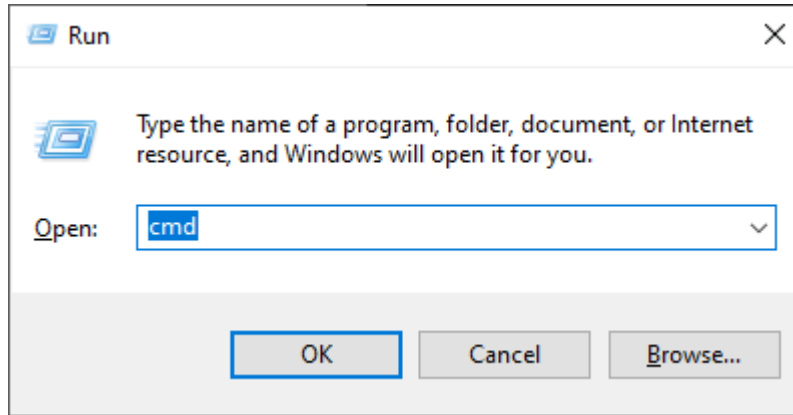 Run
Type the name of a program, folder, document, or Internet
resource, and Windows will open it for you.
Open: cmd
OK Cancel Browse...